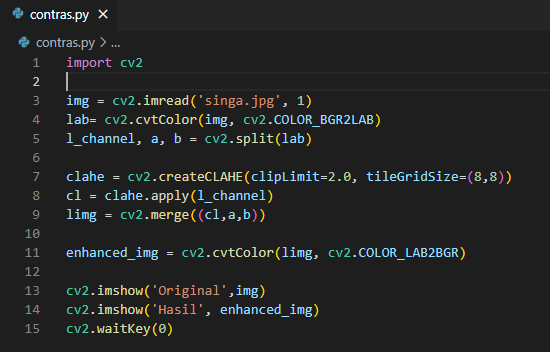 contras.py
contras.py > ...
1 import cv2
2
3 img = cv2.imread('singa.jpg', 1)
4 lab= cv2.cvtColor(img, cv2.COLOR_BGR2LAB)
5 l_channel, a, b = cv2.split(lab)
6
7 clahe = cv2.createCLAHE(clipLimit=2.0, tileGridSize=(8,8))
8 cl = clahe.apply(l_channel)
9 limg = cv2.merge((cl,a,b))
10
11 enhanced_img = cv2.cvtColor(limg, cv2.COLOR_LAB2BGR)
12
13 cv2.imshow('Original',img)
14 cv2.imshow('Hasil', enhanced_img)
15 cv2.waitKey(0)